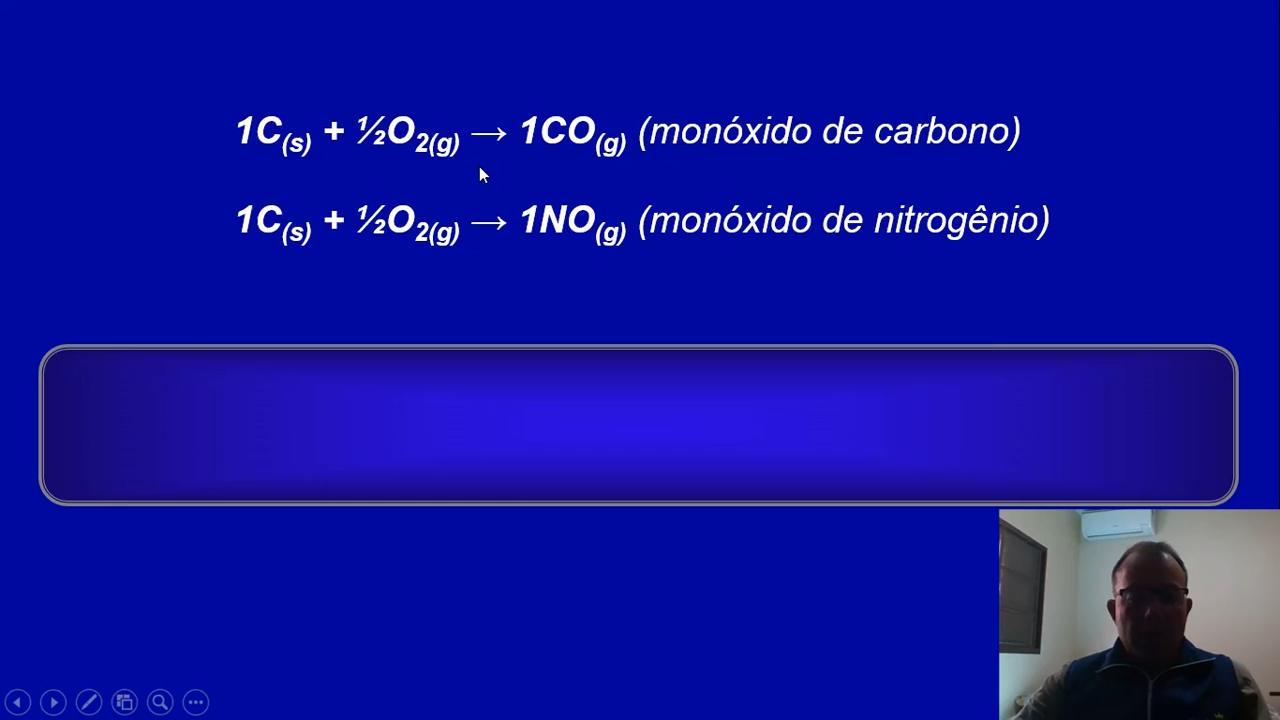 1C(s) + ½O2(g) → 1CO(g) (monóxido de carbono)
1C(s) + ½O2(g) → 1NO(g) (monóxido de nitrogênio)